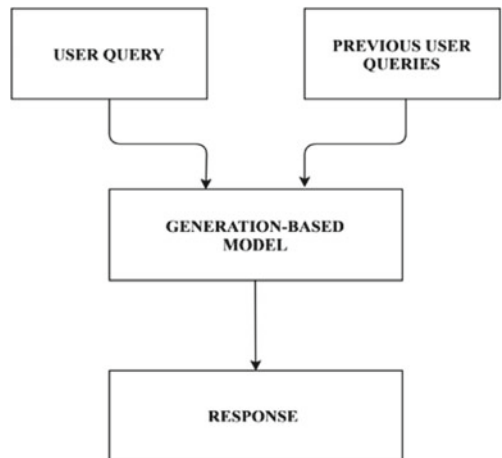 USER QUERY
PREVIOUS USER
QUERIES
GENERATION-BASED
MODEL
RESPONSE